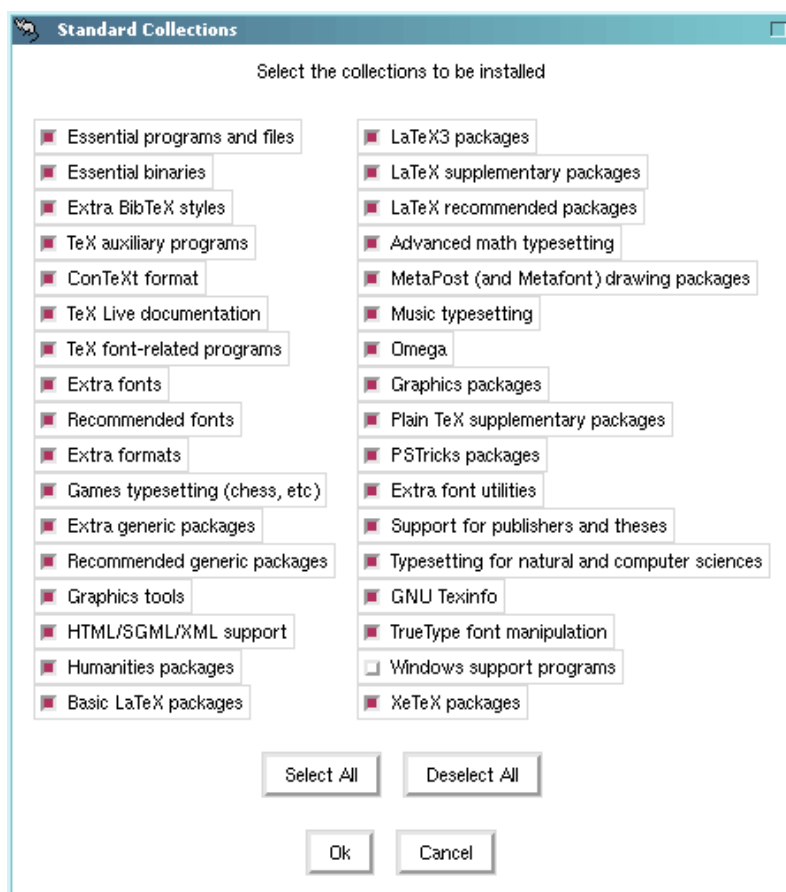 Standard Collections
Select the collections to be installed
Essential programs and files
Essential binaries
Extra BibTeX styles
TeX auxiliary programs
ConTeXt format
TeX Live documentation
TeX font-related programs
Extra fonts
Recommended fonts
Extra formats
Games typesetting (chess, etc)
Extra generic packages
Recommended generic packages
Graphics tools
HTML/SGML/XML support
Humanities packages
Basic LaTeX packages
LaTeX3 packages
LaTeX supplementary packages
LaTeX recommended packages
Advanced math typesetting
MetaPost (and Metafont) drawing packages
Music typesetting
Omega
Graphics packages
Plain TeX supplementary packages
PSTricks packages
Extra font utilities
Support for publishers and theses
Typesetting for natural and computer sciences
GNU Texinfo
TrueType font manipulation
Windows support programs
XeTeX packages
Select All
Deselect All
Ok
Cancel